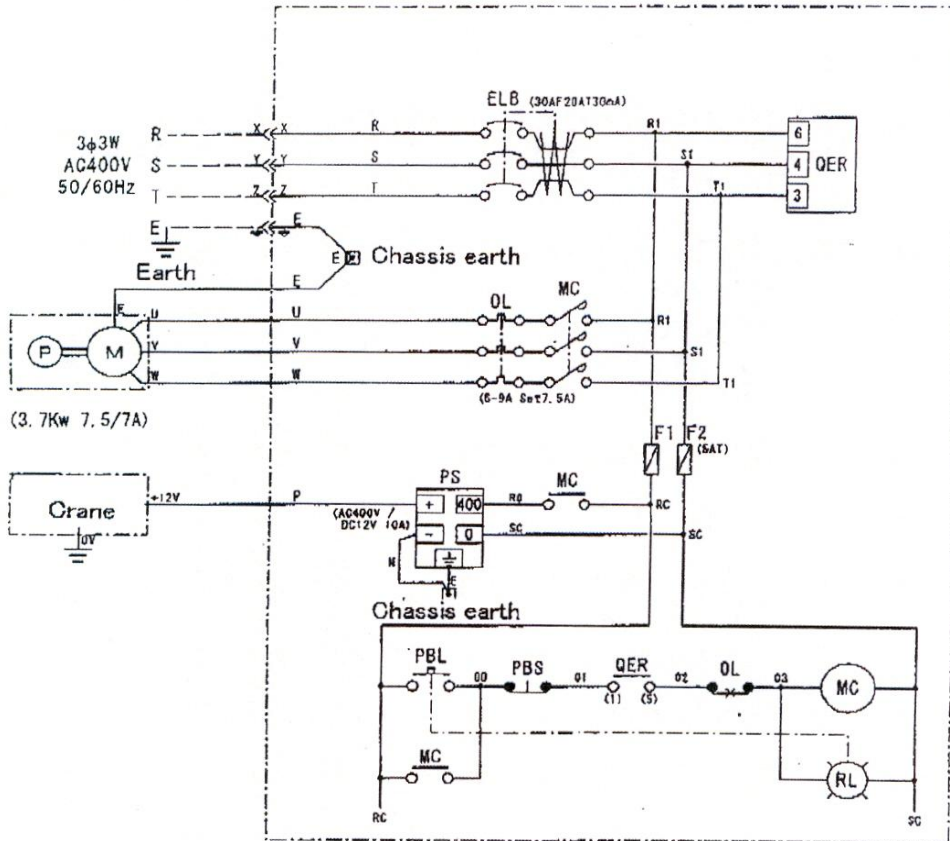 ELB (30AF20AT30mA)
3φ3W
AC400V
50/60Hz
R X X R R1 6
S Y Y S S1 4 QER
T Z Z T T1 3
E E
E Chassis earth
Earth E
E U U OL MC R1
P M V V S1
W W T1
(6-9A Set7.5A)
(3.7Kw 7.5/7A)
F1 F2
(5AT)
PS MC
Crane +12V P + 400 R0 RC
(AC400V/
DC12V 10A)
0V - 0 SC SC
N E
Chassis earth
PBL 00 PBS 01 QER 02 OL 03 MC
(1) (5)
MC RL
RC SC